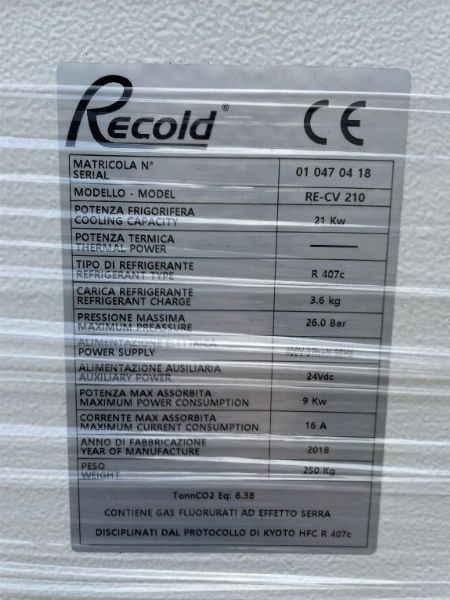 Recold®
CE
MATRICOLA N°
SERIAL
01 047 04 18
MODELLO - MODEL
RE-CV 210
POTENZA FRIGORIFERA
COOLING CAPACITY
21 Kw
POTENZA TERMICA
THERMAL POWER
TIPO DI REFRIGERANTE
REFRIGERANT TYPE
R 407c
CARICA REFRIGERANTE
REFRIGERANT CHARGE
3.6 kg
PRESSIONE MASSIMA
MAXIMUM PREASSURE
26.0 Bar
ALIMENTAZIONE ELETTRICA
POWER SUPPLY
400V 50Hz
ALIMENTAZIONE AUSILIARIA
AUXILIARY POWER
24Vdc
POTENZA MAX ASSORBITA
MAXIMUM POWER CONSUMPTION
9 Kw
CORRENTE MAX ASSORBITA
MAXIMUM CURRENT CONSUMPTION
16 A
ANNO DI FABBRICAZIONE
YEAR OF MANUFACTURE
2018
PESO
WEIGHT
250 Kg
TonnCO2 Eq: 6.38
CONTIENE GAS FLUORURATI AD EFFETTO SERRA
DISCIPLINATI DAL PROTOCOLLO DI KYOTO HFC R 407c